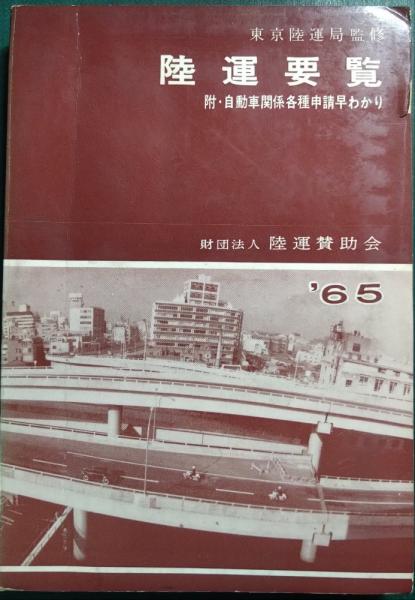 東京陸運局監修
陸運要覧
附・自動車関係各種申請早わかり
財団法人 陸運賛助会
'65